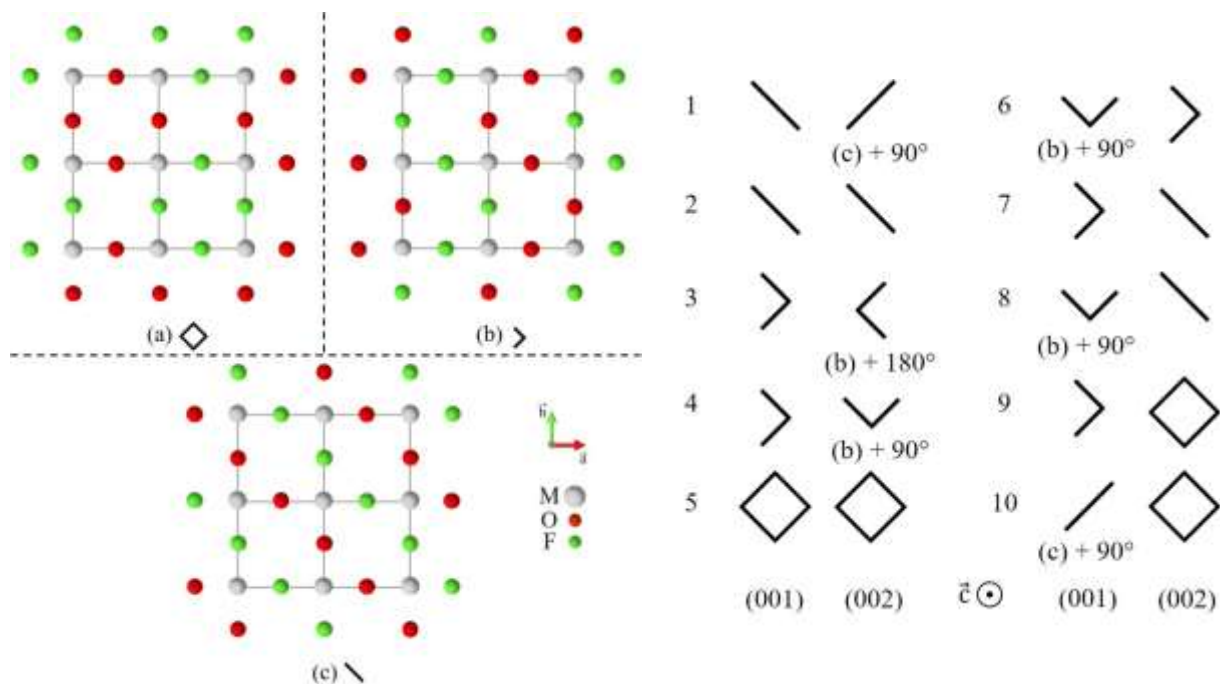 (a)
(b)
(c)
b
a
M
O
F
1
(c) + 90°
2
3
(b) + 180°
4
(b) + 90°
5
(001) (002)
c⃗
6
(b) + 90°
7
8
(b) + 90°
9
10
(c) + 90°
(001) (002)